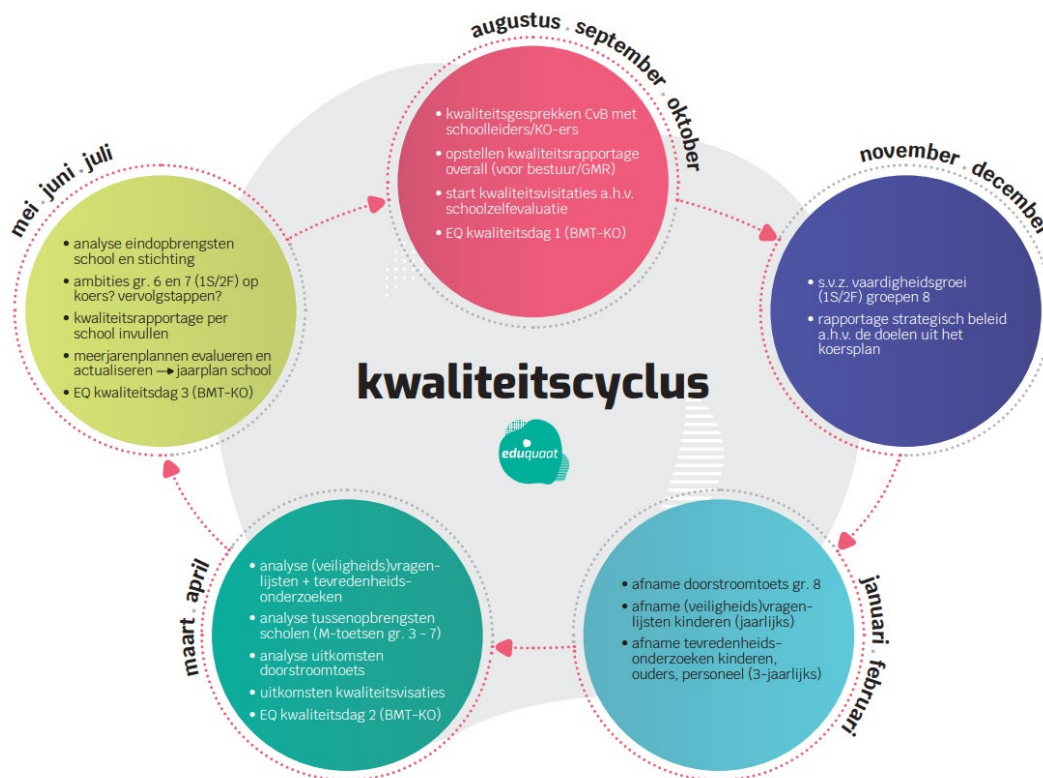 augustus . september . oktober
• kwaliteitsgesprekken CvB met
schoolleiders/KO-ers
• opstellen kwaliteitsrapportage
overall (voor bestuur/GMR)
• start kwaliteitsvisitaties a.h.v.
schoolzelfevaluatie
• EQ kwaliteitsdag 1 (BMT-KO)
november . december
• s.v.z. vaardigheidsgroei
(1S/2F) groepen 8
• rapportage strategisch beleid
a.h.v. de doelen uit het
koersplan
januari . februari
• afname doorstroomtoets gr. 8
• afname (veiligheids)vragen-
lijsten kinderen (jaarlijks)
• afname tevredenheids-
onderzoeken kinderen,
ouders, personeel (3-jaarlijks)
maart . april
• analyse (veiligheids)vragen-
lijsten + tevredenheids-
onderzoeken
• analyse tussenopbrengsten
scholen (M-toetsen gr. 3 - 7)
• analyse uitkomsten
doorstroomtoets
• uitkomsten kwaliteitsvisaties
• EQ kwaliteitsdag 2 (BMT-KO)
mei . juni . juli
• analyse eindopbrengsten
school en stichting
• ambities gr. 6 en 7 (1S/2F) op
koers? vervolgstappen?
• kwaliteitsrapportage per
school invullen
• meerjarenplannen evalueren en
actualiseren → jaarplan school
• EQ kwaliteitsdag 3 (BMT-KO)
kwaliteitscyclus
eduquaat